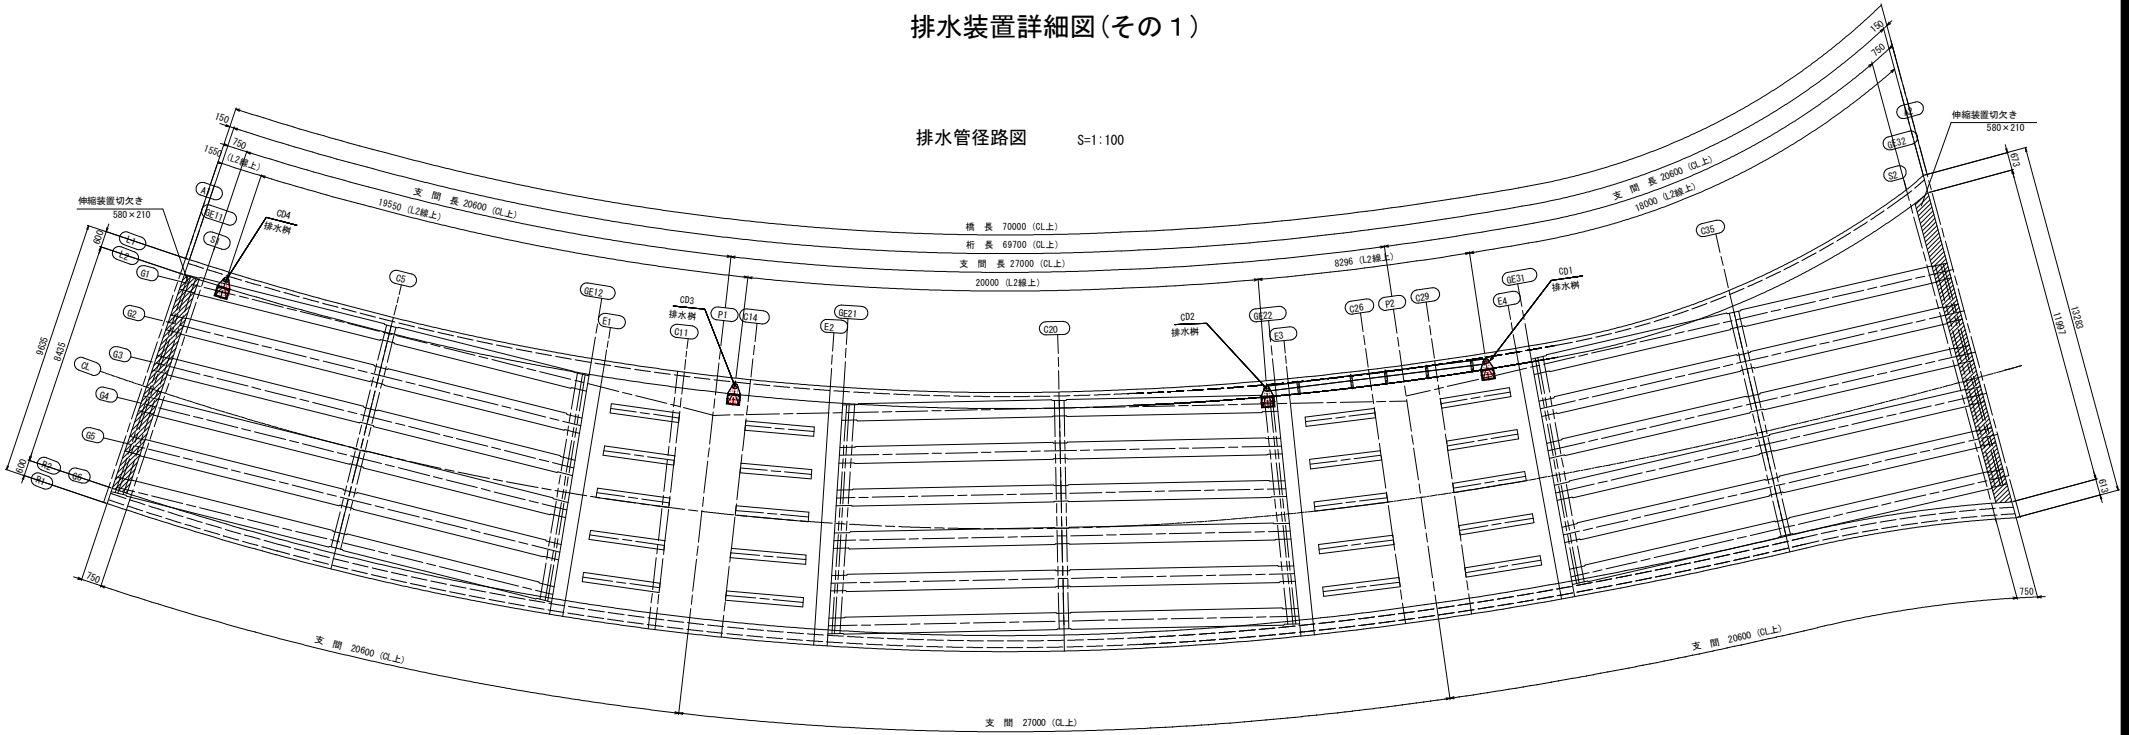 排水装置詳細図(その１)
排水管径路図 S=1:100
150
750
1550 (L2線上)
支 間 長 20600 (CL上)
19550 (L2線上)
橋 長 70000 (CL上)
桁 長 69700 (CL上)
支 間 長 27000 (CL上)
20000 (L2線上)
8296 (L2線上)
支 間 長 20600 (CL上)
18000 (L2線上)
150
750
伸縮装置切欠き
580×210
伸縮装置切欠き
580×210
A1
GE11
S1
CD4
排水桝
L1
L2
G1
G2
G3
CL
G4
G5
R2
R1
G6
600
9635
8435
600
C5
GE12
E1
C11
CD3
排水桝
P1
C14
E2
GE21
C20
CD2
排水桝
GE22
E3
C26
P2
C29
E4
GE31
CD1
排水桝
C35
A2
GE32
S2
673
13283
11997
613
750
750
支 間 20600 (CL上)
支 間 27000 (CL上)
支 間 20600 (CL上)